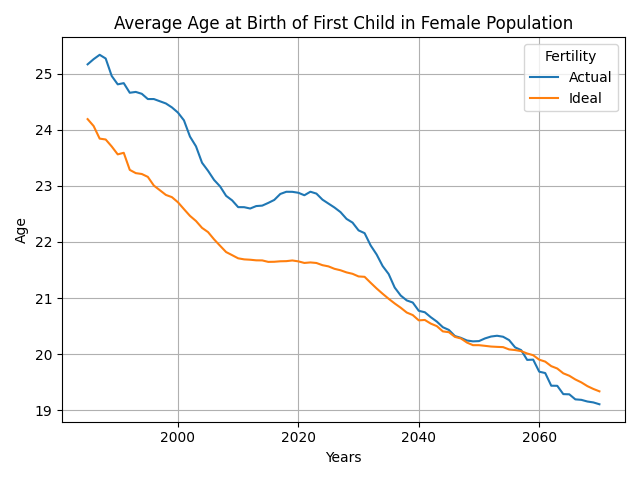 Average Age at Birth of First Child in Female Population
Fertility
Actual
Ideal
Age
25
24
23
22
21
20
19
2000 2020 2040 2060
Years